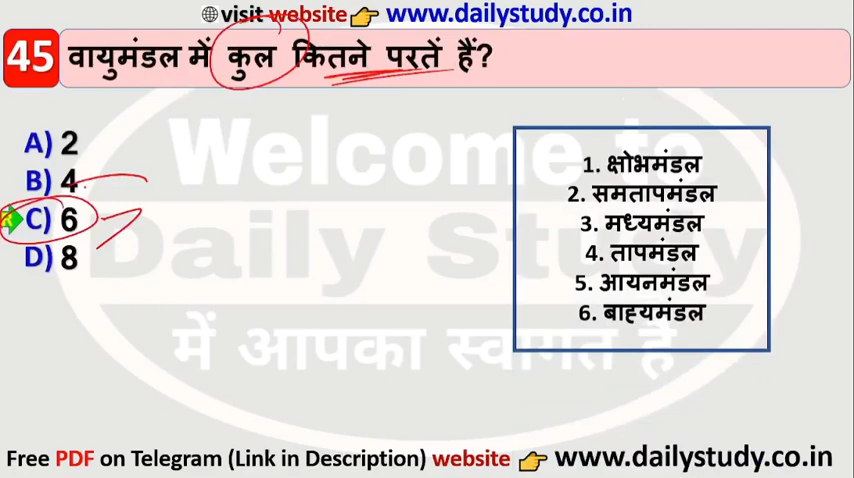 visit website 👉 www.dailystudy.co.in
45 वायुमंडल में कुल कितने परतें हैं?
A) 2
B) 4
C) 6
D) 8
1. क्षोभमंडल
2. समतापमंडल
3. मध्यमंडल
4. तापमंडल
5. आयनमंडल
6. बाह्यमंडल
Welcome to
Daily Study
में आपका स्वागत है
Free PDF on Telegram (Link in Description) website 👉 www.dailystudy.co.in